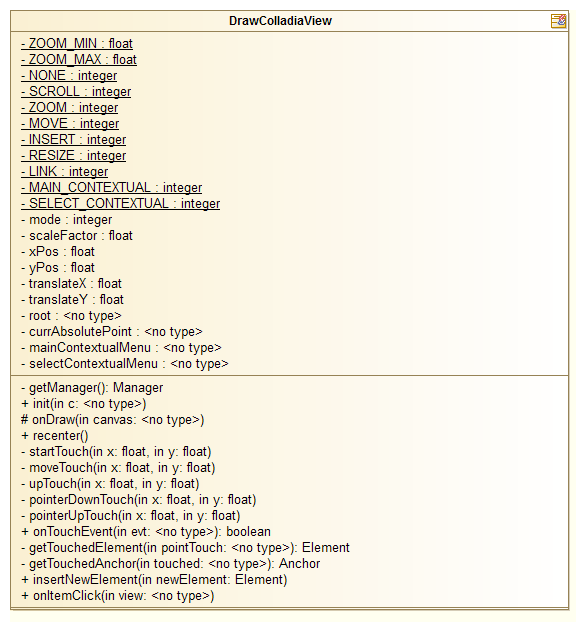 DrawColladiaView
- ZOOM_MIN : float
- ZOOM_MAX : float
- NONE : integer
- SCROLL : integer
- ZOOM : integer
- MOVE : integer
- INSERT : integer
- RESIZE : integer
- LINK : integer
- MAIN_CONTEXTUAL : integer
- SELECT_CONTEXTUAL : integer
- mode : integer
- scaleFactor : float
- xPos : float
- yPos : float
- translateX : float
- translateY : float
- root : <no type>
- currAbsolutePoint : <no type>
- mainContextualMenu : <no type>
- selectContextualMenu : <no type>
- getManager(): Manager
+ init(in c: <no type>)
# onDraw(in canvas: <no type>)
+ recenter()
- startTouch(in x: float, in y: float)
- moveTouch(in x: float, in y: float)
- upTouch(in x: float, in y: float)
- pointerDownTouch(in x: float, in y: float)
- pointerUpTouch(in x: float, in y: float)
+ onTouchEvent(in evt: <no type>): boolean
- getTouchedElement(in pointTouch: <no type>): Element
- getTouchedAnchor(in touched: <no type>): Anchor
+ insertNewElement(in newElement: Element)
+ onItemClick(in view: <no type>)